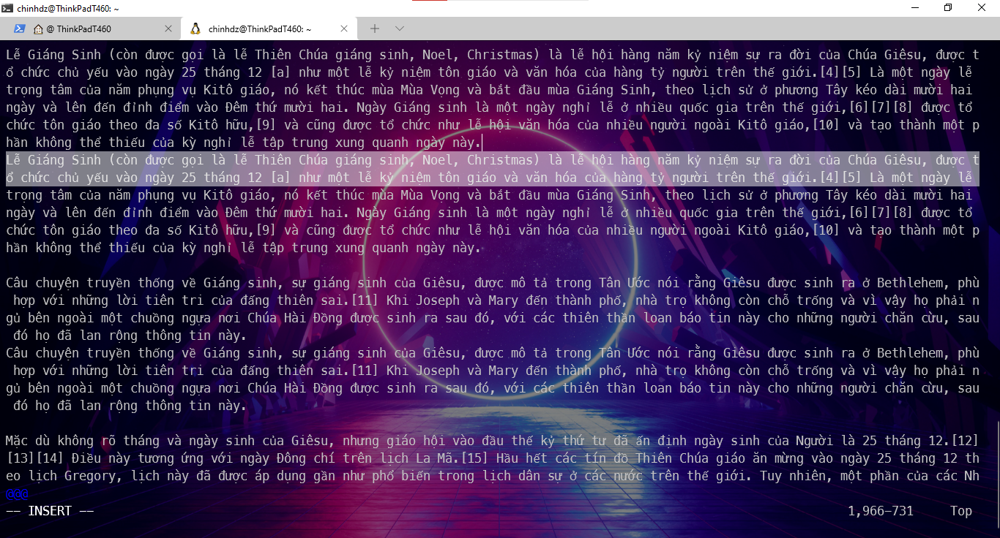 chinhdz@ThinkPadT460: ~
@ ThinkPadT460
chinhdz@ThinkPadT460: ~
Lễ Giáng Sinh (còn được gọi là lễ Thiên Chúa giáng sinh, Noel, Christmas) là lễ hội hàng năm kỷ niệm sự ra đời của Chúa Giêsu, được t
ổ chức chủ yếu vào ngày 25 tháng 12 [a] như một lễ kỷ niệm tôn giáo và văn hóa của hàng tỷ người trên thế giới.[4][5] Là một ngày lễ
trọng tâm của năm phụng vụ Kitô giáo, nó kết thúc mùa Mùa Vọng và bắt đầu mùa Giáng Sinh, theo lịch sử ở phương Tây kéo dài mười hai
ngày và lên đến đỉnh điểm vào Đêm thứ mười hai. Ngày Giáng sinh là một ngày nghỉ lễ ở nhiều quốc gia trên thế giới,[6][7][8] được tổ
chức tôn giáo theo đa số Kitô hữu,[9] và cũng được tổ chức như lễ hội văn hóa của nhiều người ngoài Kitô giáo,[10] và tạo thành một p
hần không thể thiếu của kỳ nghỉ lễ tập trung xung quanh ngày này.
Lễ Giáng Sinh (còn được gọi là lễ Thiên Chúa giáng sinh, Noel, Christmas) là lễ hội hàng năm kỷ niệm sự ra đời của Chúa Giêsu, được t
ổ chức chủ yếu vào ngày 25 tháng 12 [a] như một lễ kỷ niệm tôn giáo và văn hóa của hàng tỷ người trên thế giới.[4][5] Là một ngày lễ
trọng tâm của năm phụng vụ Kitô giáo, nó kết thúc mùa Mùa Vọng và bắt đầu mùa Giáng Sinh, theo lịch sử ở phương Tây kéo dài mười hai
ngày và lên đến đỉnh điểm vào Đêm thứ mười hai. Ngày Giáng sinh là một ngày nghỉ lễ ở nhiều quốc gia trên thế giới,[6][7][8] được tổ
chức tôn giáo theo đa số Kitô hữu,[9] và cũng được tổ chức như lễ hội văn hóa của nhiều người ngoài Kitô giáo,[10] và tạo thành một p
hần không thể thiếu của kỳ nghỉ lễ tập trung xung quanh ngày này.
Câu chuyện truyền thống về Giáng sinh, sự giáng sinh của Giêsu, được mô tả trong Tân Ước nói rằng Giêsu được sinh ra ở Bethlehem, phù
hợp với những lời tiên tri của đấng thiên sai.[11] Khi Joseph và Mary đến thành phố, nhà trọ không còn chỗ trống và vì vậy họ phải n
gủ bên ngoài một chuồng ngựa nơi Chúa Hài Đồng được sinh ra sau đó, với các thiên thần loan báo tin này cho những người chăn cừu, sau
đó họ đã lan rộng thông tin này.
Câu chuyện truyền thống về Giáng sinh, sự giáng sinh của Giêsu, được mô tả trong Tân Ước nói rằng Giêsu được sinh ra ở Bethlehem, phù
hợp với những lời tiên tri của đấng thiên sai.[11] Khi Joseph và Mary đến thành phố, nhà trọ không còn chỗ trống và vì vậy họ phải n
gủ bên ngoài một chuồng ngựa nơi Chúa Hài Đồng được sinh ra sau đó, với các thiên thần loan báo tin này cho những người chăn cừu, sau
đó họ đã lan rộng thông tin này.
Mặc dù không rõ tháng và ngày sinh của Giêsu, nhưng giáo hội vào đầu thế kỷ thứ tư đã ấn định ngày sinh của Người là 25 tháng 12.[12]
[13][14] Điều này tương ứng với ngày Đông chí trên lịch La Mã.[15] Hầu hết các tín đồ Thiên Chúa giáo ăn mừng vào ngày 25 tháng 12 th
eo lịch Gregory, lịch này đã được áp dụng gần như phổ biến trong lịch dân sự ở các nước trên thế giới. Tuy nhiên, một phần của các Nh
@@@
-- INSERT -- 1,966-731 Top